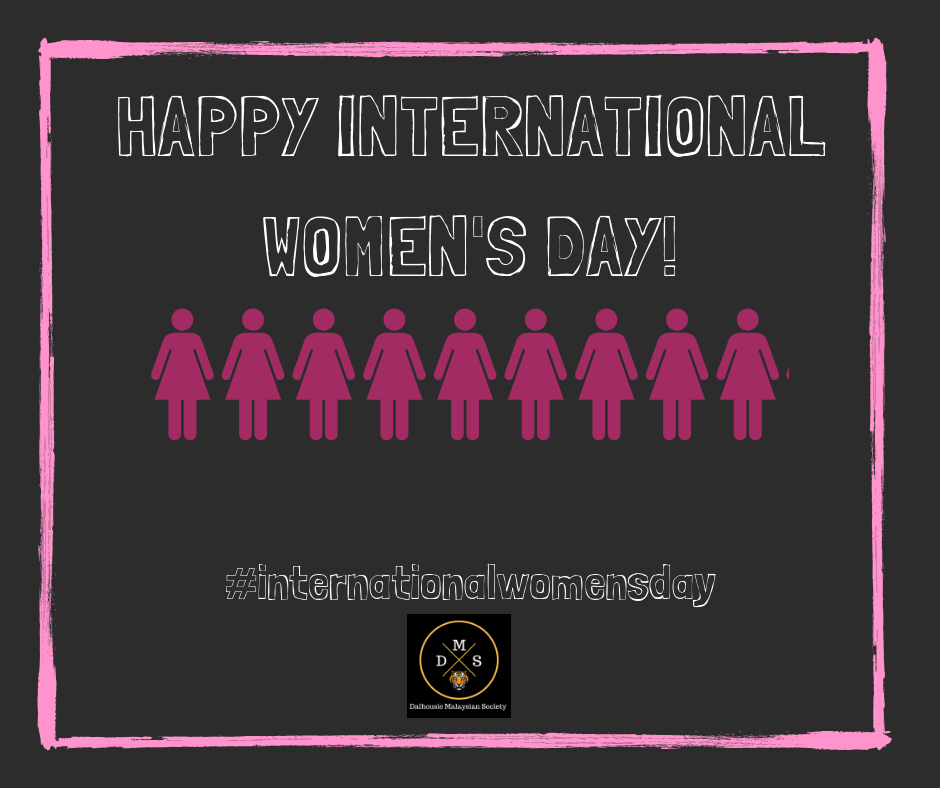 HAPPY INTERNATIONAL
WOMEN'S DAY!
#internationalwomensday
M
D S
Dalhousie Malaysian Society